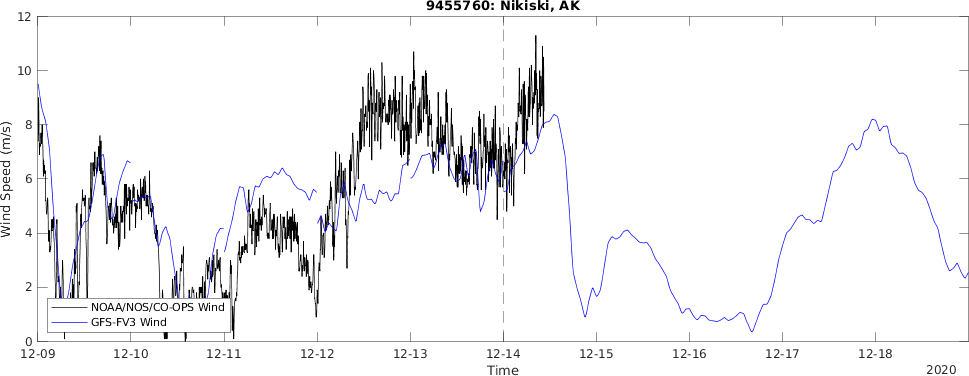 9455760: Nikiski, AK
12
10
8
6
4
2
0
Wind Speed (m/s)
NOAA/NOS/CO-OPS Wind
GFS-FV3 Wind
12-09 12-10 12-11 12-12 12-13 12-14 12-15 12-16 12-17 12-18
Time
2020